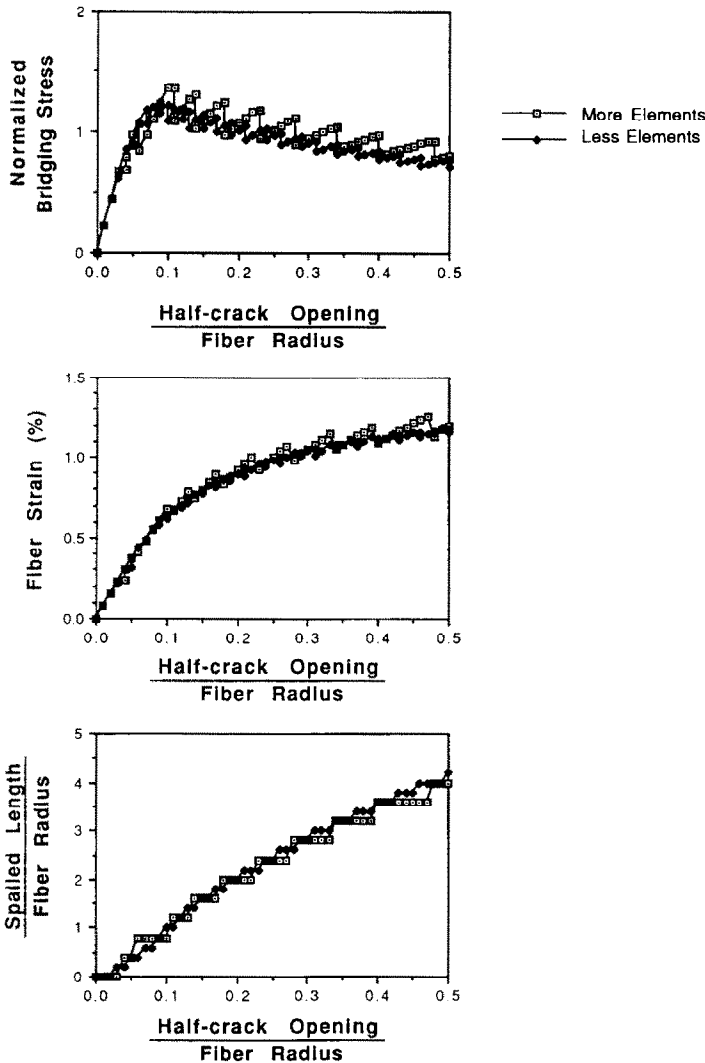 2
1
0
0.0 0.1 0.2 0.3 0.4 0.5
Normalized
Bridging Stress
Half-crack Opening
Fiber Radius
More Elements
Less Elements
1.5
1.0
0.5
0.0
0.0 0.1 0.2 0.3 0.4 0.5
Fiber Strain (%)
Half-crack Opening
Fiber Radius
5
4
3
2
1
0
0.0 0.1 0.2 0.3 0.4 0.5
Spalled Length
Fiber Radius
Half-crack Opening
Fiber Radius